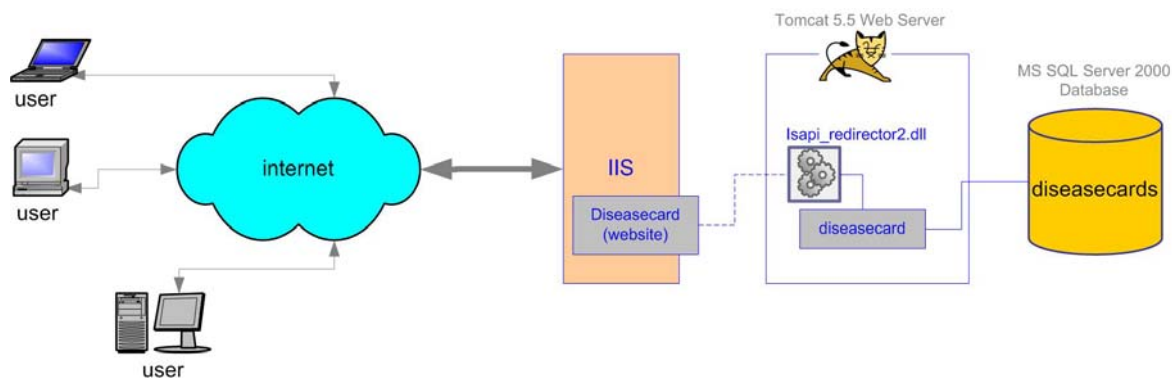 user
user
user
internet
IIS
Diseasecard
(website)
Tomcat 5.5 Web Server
Isapi_redirector2.dll
diseasecard
MS SQL Server 2000
Database
diseasecards